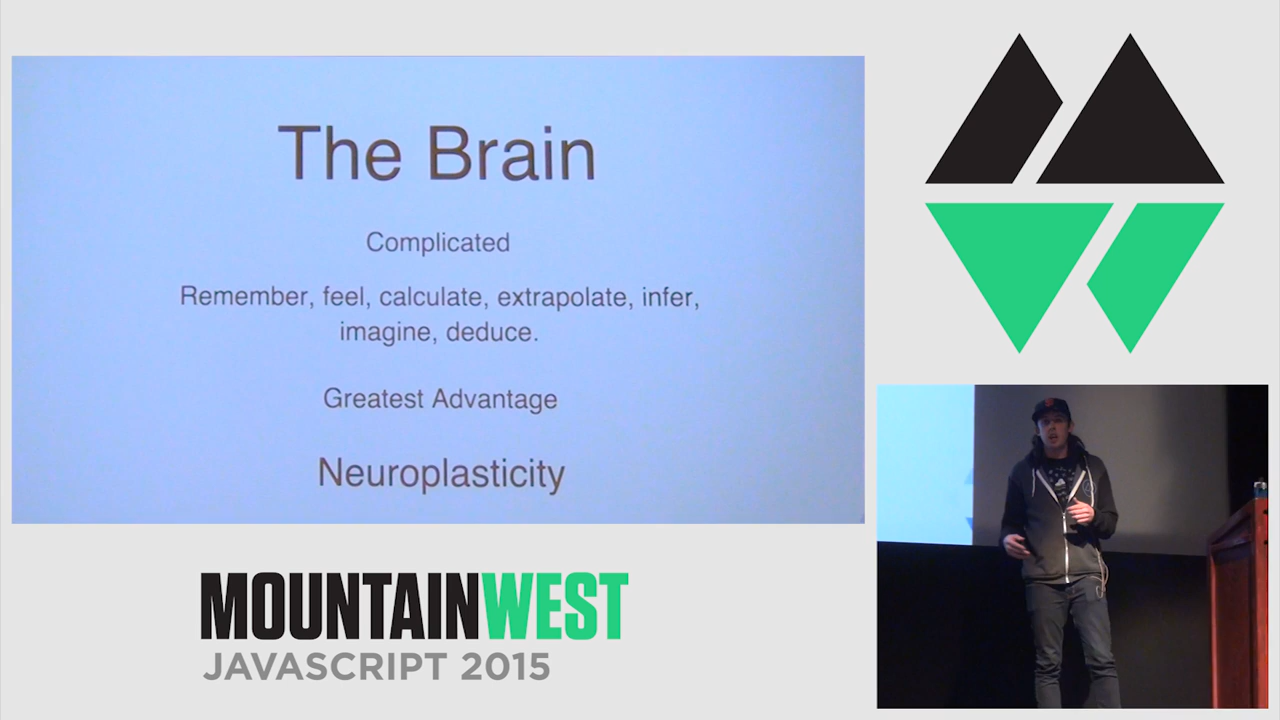 The Brain
Complicated
Remember, feel, calculate, extrapolate, infer,
imagine, deduce.
Greatest Advantage
Neuroplasticity
MOUNTAINWEST
JAVASCRIPT 2015